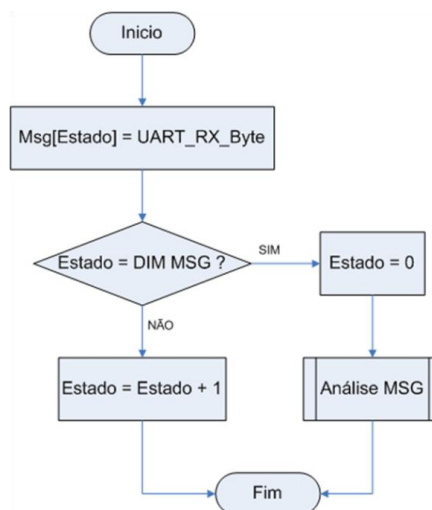 Inicio
Msg[Estado] = UART_RX_Byte
Estado = DIM MSG ?
SIM
Estado = 0
NÃO
Estado = Estado + 1
Análise MSG
Fim